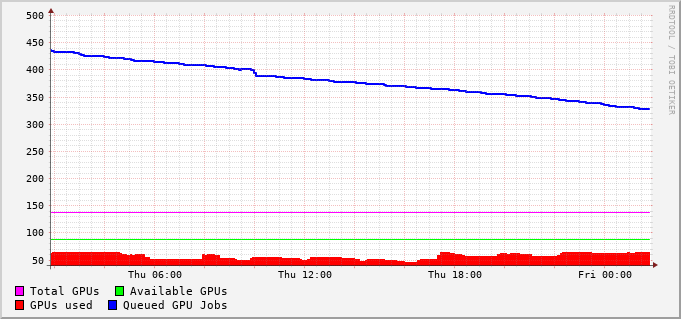 500
450
400
350
300
250
200
150
100
50
Thu 06:00 Thu 12:00 Thu 18:00 Fri 00:00
Total GPUs Available GPUs
GPUs used Queued GPU Jobs
RRDTOOL / TOBI OETIKER